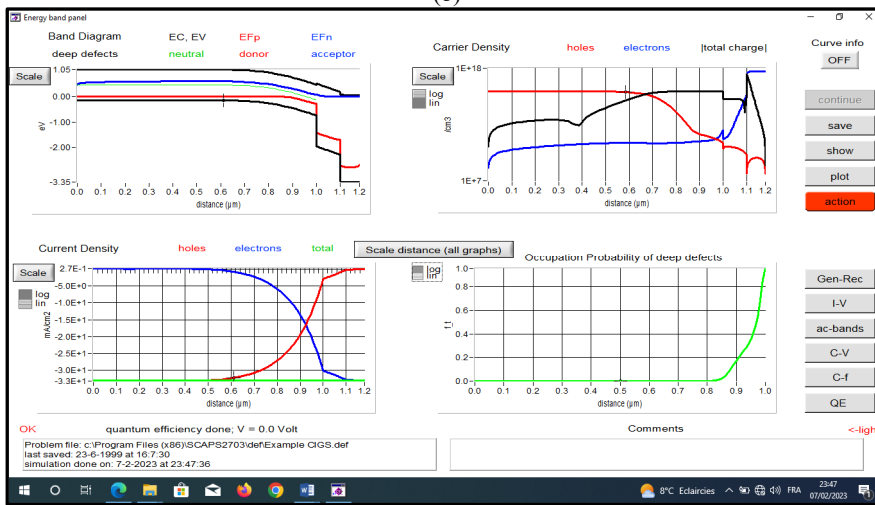 Energy band panel
Band Diagram EC, EV EFp EFn
deep defects neutral donor acceptor
Scale
1.05
0.00
-1.00
-2.00
-3.35
eV
0.0 0.1 0.2 0.3 0.4 0.5 0.6 0.7 0.8 0.9 1.0 1.1 1.2
distance (µm)
Carrier Density holes electrons |total charge|
Scale
log
lin
1E+18
/cm3
1E+7
0.0 0.1 0.2 0.3 0.4 0.5 0.6 0.7 0.8 0.9 1.0 1.1 1.2
distance (µm)
Curve info
OFF
continue
save
show
plot
action
Current Density holes electrons total
Scale distance (all graphs)
Scale
log
lin
2.7E-1
-5.0E+0
-1.0E+1
-1.5E+1
-2.0E+1
-2.5E+1
-3.3E+1
mA/cm2
0.0 0.1 0.2 0.3 0.4 0.5 0.6 0.7 0.8 0.9 1.0 1.1 1.2
distance (µm)
Occupation Probability of deep defects
log
lin
1.0
0.8
0.6
0.4
0.2
0.0
f_t
0.0 0.1 0.2 0.3 0.4 0.5 0.6 0.7 0.8 0.9 1.0
distance (µm)
Gen-Rec
I-V
ac-bands
C-V
C-f
QE
OK quantum efficiency done; V = 0.0 Volt
Comments
<-ligh
Problem file: c:\Program Files (x86)\SCAPS2703\def\Example CIGS.def
last saved: 23-6-1999 at 16:7:30
simulation done on: 7-2-2023 at 23:47:36
8°C Eclaircies
FRA
23:47
07/02/2023